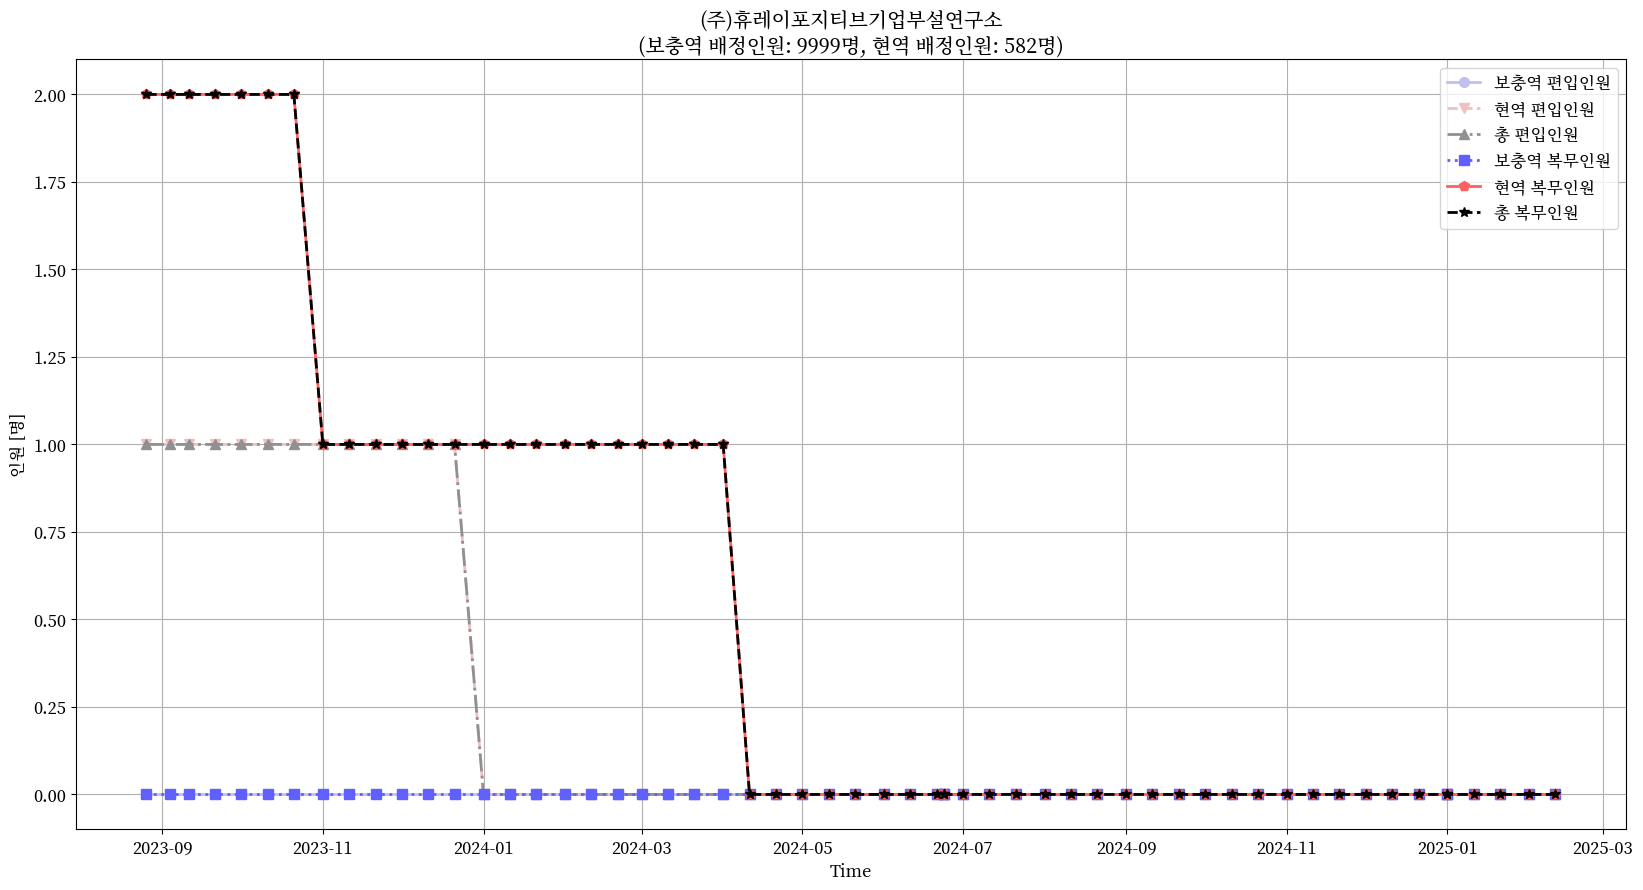 (주)휴레이포지티브기업부설연구소
(보충역 배정인원: 9999명, 현역 배정인원: 582명)
보충역 편입인원
현역 편입인원
총 편입인원
보충역 복무인원
현역 복무인원
총 복무인원
인원 [명]
2.00
1.75
1.50
1.25
1.00
0.75
0.50
0.25
0.00
2023-09
2023-11
2024-01
2024-03
2024-05
2024-07
2024-09
2024-11
2025-01
2025-03
Time